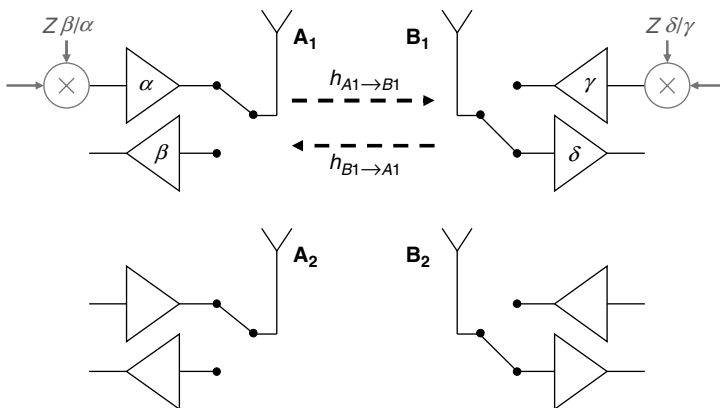 Z β/α
A₁
B₁
Z δ/γ
×
α
h_{A1→B1}
γ
×
β
h_{B1→A1}
δ
A₂
B₂